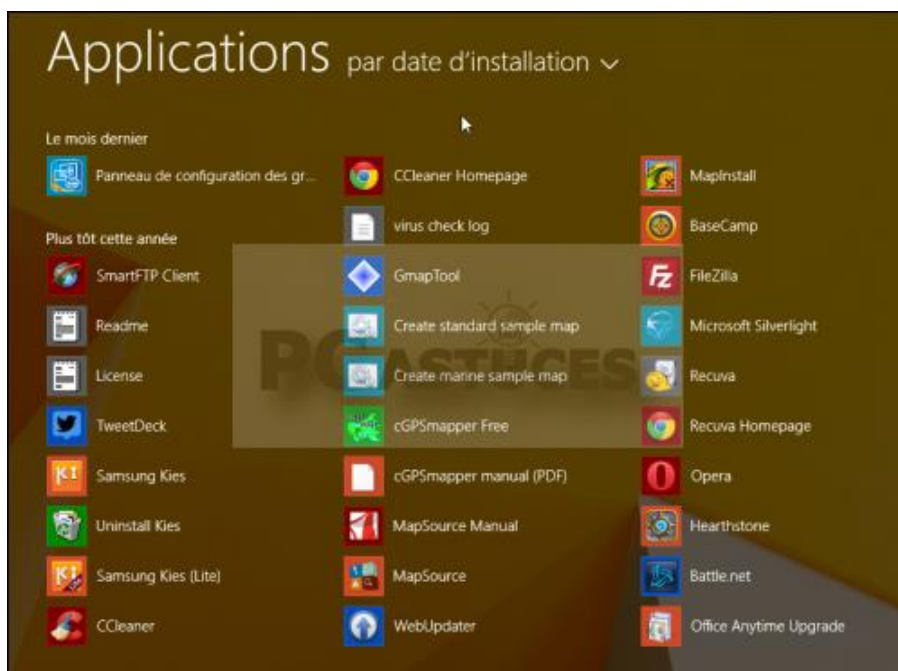 Applications par date d'installation
Le mois dernier
Panneau de configuration des gr...
Plus tôt cette année
SmartFTP Client
Readme
License
TweetDeck
Samsung Kies
Uninstall Kies
Samsung Kies (Lite)
CCleaner
CCleaner Homepage
virus check log
GmapTool
Create standard sample map
Create marine sample map
cGPSmapper Free
cGPSmapper manual (PDF)
MapSource Manual
MapSource
WebUpdater
MapInstall
BaseCamp
FileZilla
Microsoft Silverlight
Recuva
Recuva Homepage
Opera
Hearthstone
Battle.net
Office Anytime Upgrade
PC ASTUCES